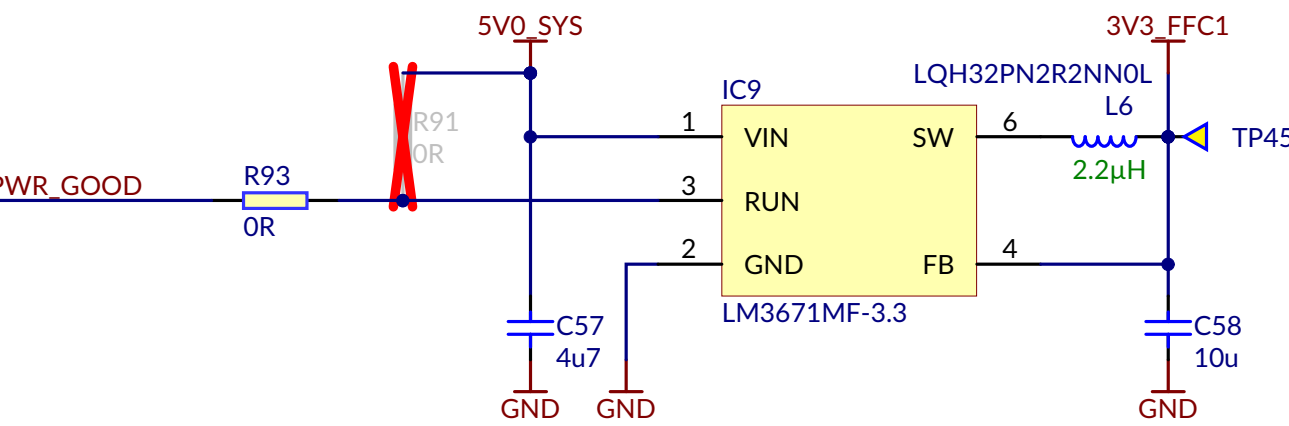 5V0_SYS
3V3_FFC1
LQH32PN2R2NN0L
IC9
L6
R91
0R
1
VIN
SW
6
TP45
2.2µH
PWR_GOOD
R93
0R
3
RUN
2
GND
FB
4
LM3671MF-3.3
C57
4u7
C58
10u
GND
GND
GND